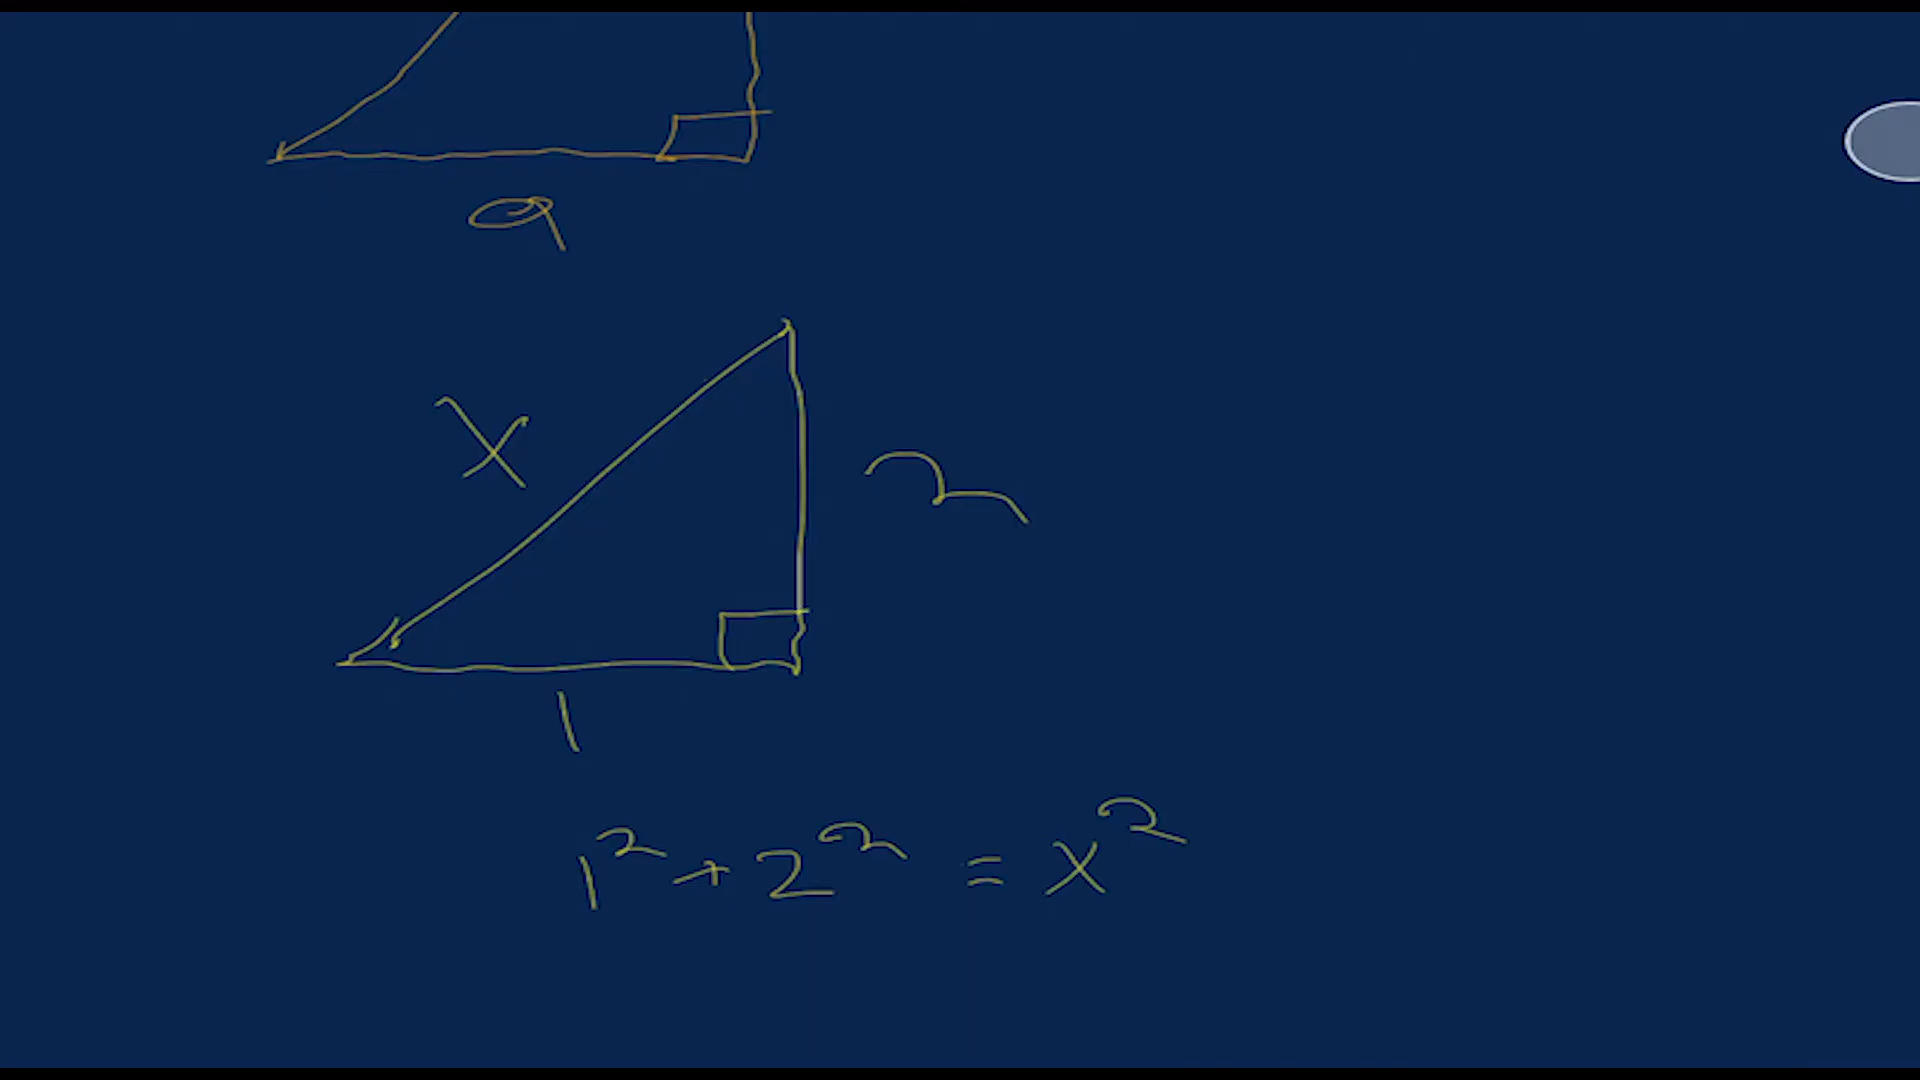 a
x
2
1
1² + 2² = x²